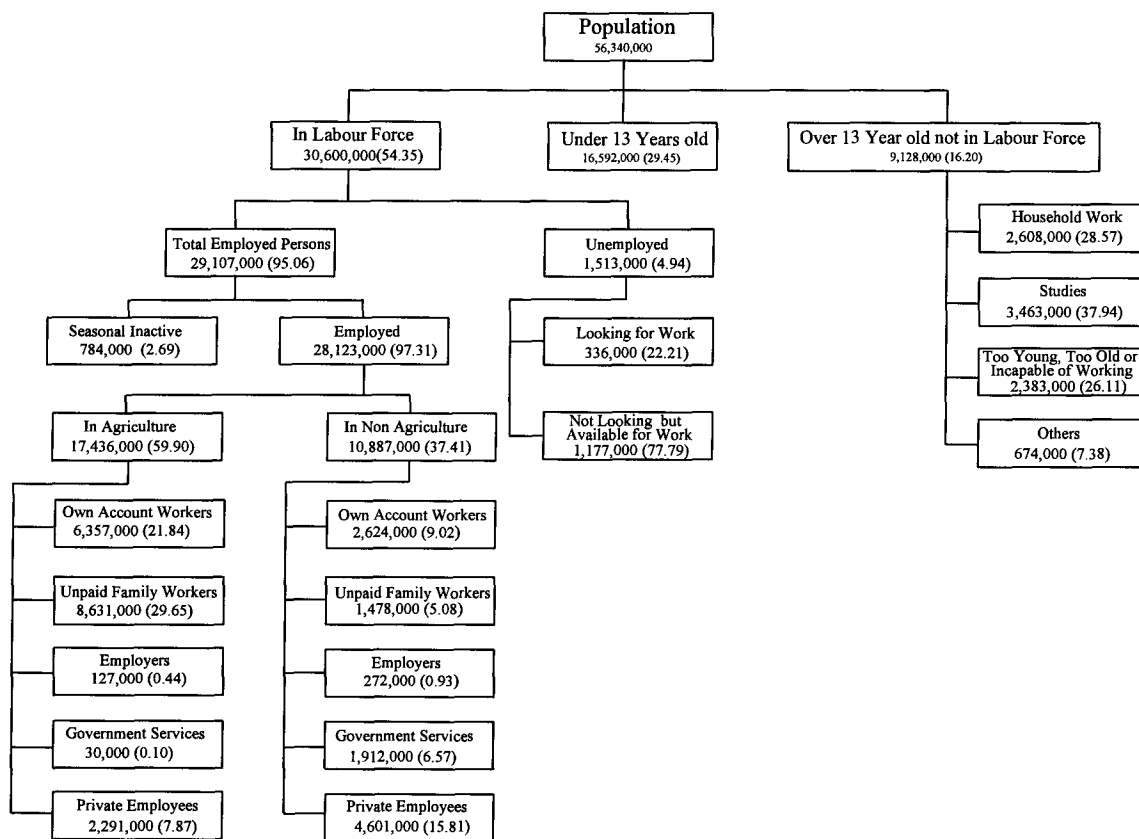 Population
56,340,000
In Labour Force
30,600,000(54.35)
Under 13 Years old
16,592,000 (29.45)
Over 13 Year old not in Labour Force
9,128,000 (16.20)
Total Employed Persons
29,107,000 (95.06)
Unemployed
1,513,000 (4.94)
Household Work
2,608,000 (28.57)
Studies
3,463,000 (37.94)
Too Young, Too Old or
Incapable of Working
2,383,000 (26.11)
Others
674,000 (7.38)
Seasonal Inactive
784,000 (2.69)
Employed
28,123,000 (97.31)
Looking for Work
336,000 (22.21)
Not Looking but
Available for Work
1,177,000 (77.79)
In Agriculture
17,436,000 (59.90)
In Non Agriculture
10,887,000 (37.41)
Own Account Workers
6,357,000 (21.84)
Unpaid Family Workers
8,631,000 (29.65)
Employers
127,000 (0.44)
Government Services
30,000 (0.10)
Private Employees
2,291,000 (7.87)
Own Account Workers
2,624,000 (9.02)
Unpaid Family Workers
1,478,000 (5.08)
Employers
272,000 (0.93)
Government Services
1,912,000 (6.57)
Private Employees
4,601,000 (15.81)